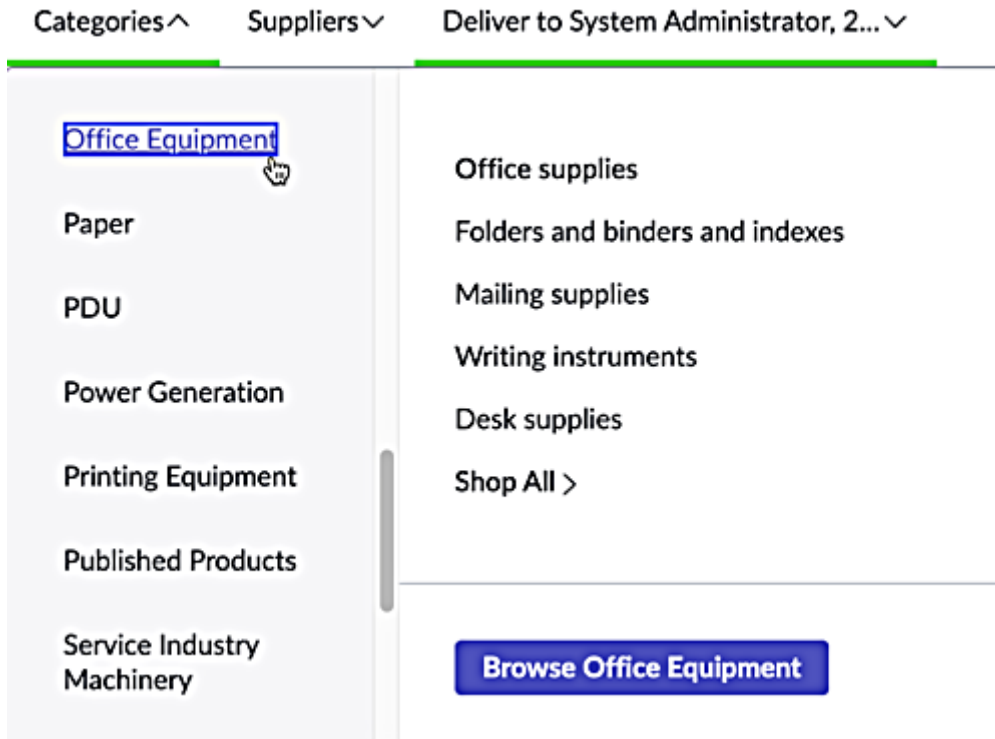 Categories Suppliers Deliver to System Administrator, 2...
Office Equipment
Paper
PDU
Power Generation
Printing Equipment
Published Products
Service Industry
Machinery
Office supplies
Folders and binders and indexes
Mailing supplies
Writing instruments
Desk supplies
Shop All >
Browse Office Equipment